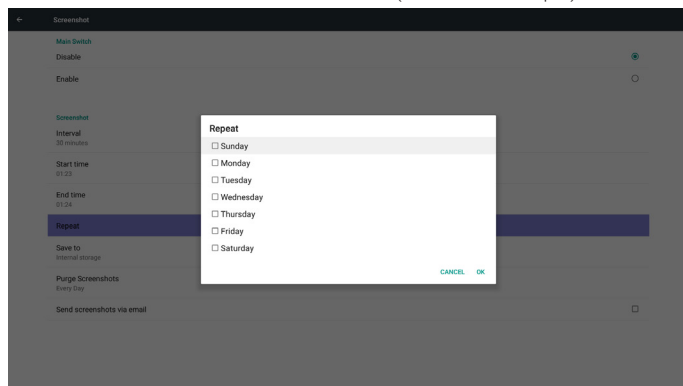 Screenshot
Main Switch
Disable
Enable
Screenshot
Interval
30 minutes
Start time
01:23
End time
01:24
Repeat
Save to
Internal storage
Purge Screenshots
Every Day
Send screenshots via email
Repeat
Sunday
Monday
Tuesday
Wednesday
Thursday
Friday
Saturday
CANCEL OK